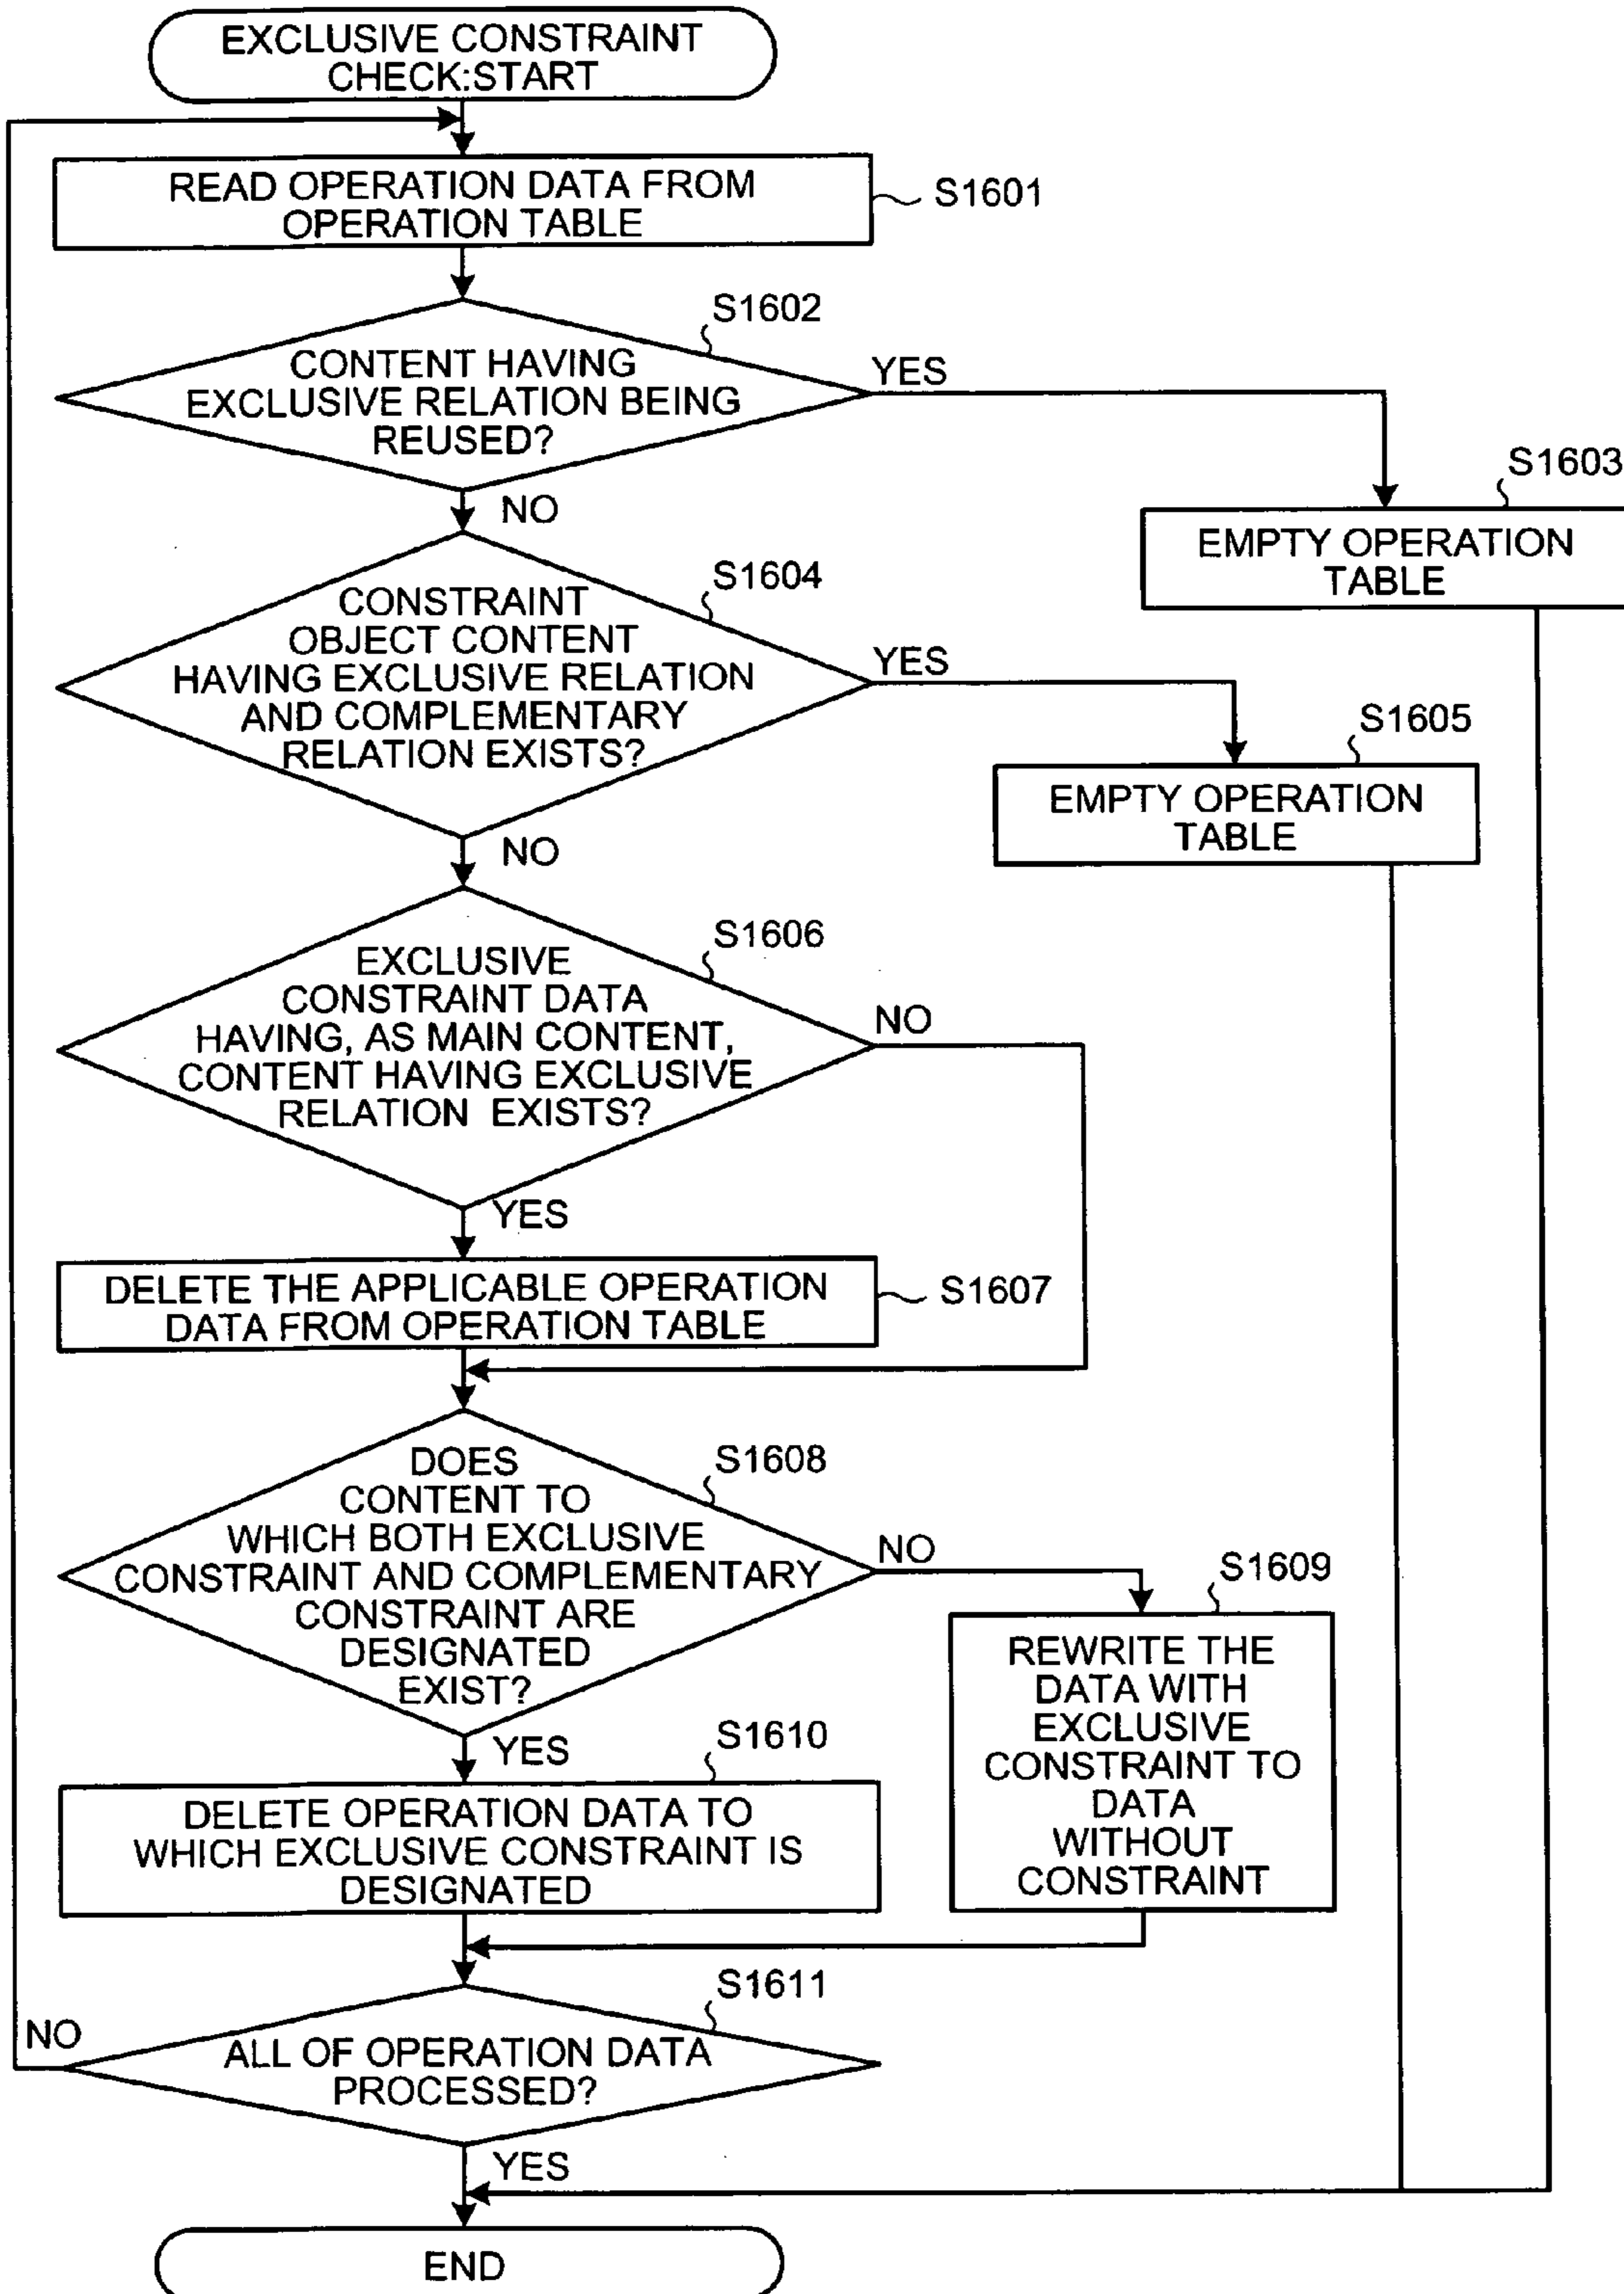 EXCLUSIVE CONSTRAINT
CHECK:START
READ OPERATION DATA FROM
OPERATION TABLE
S1601
S1602
CONTENT HAVING
EXCLUSIVE RELATION BEING
REUSED?
YES
NO
S1603
EMPTY OPERATION
TABLE
S1604
CONSTRAINT
OBJECT CONTENT
HAVING EXCLUSIVE RELATION
AND COMPLEMENTARY
RELATION EXISTS?
YES
NO
S1605
EMPTY OPERATION
TABLE
S1606
EXCLUSIVE
CONSTRAINT DATA
HAVING, AS MAIN CONTENT,
CONTENT HAVING EXCLUSIVE
RELATION EXISTS?
NO
YES
DELETE THE APPLICABLE OPERATION
DATA FROM OPERATION TABLE
S1607
S1608
DOES
CONTENT TO
WHICH BOTH EXCLUSIVE
CONSTRAINT AND COMPLEMENTARY
CONSTRAINT ARE
DESIGNATED
EXIST?
NO
YES
S1609
REWRITE THE
DATA WITH
EXCLUSIVE
CONSTRAINT TO
DATA
WITHOUT
CONSTRAINT
S1610
DELETE OPERATION DATA TO
WHICH EXCLUSIVE CONSTRAINT IS
DESIGNATED
S1611
ALL OF OPERATION DATA
PROCESSED?
NO
YES
END